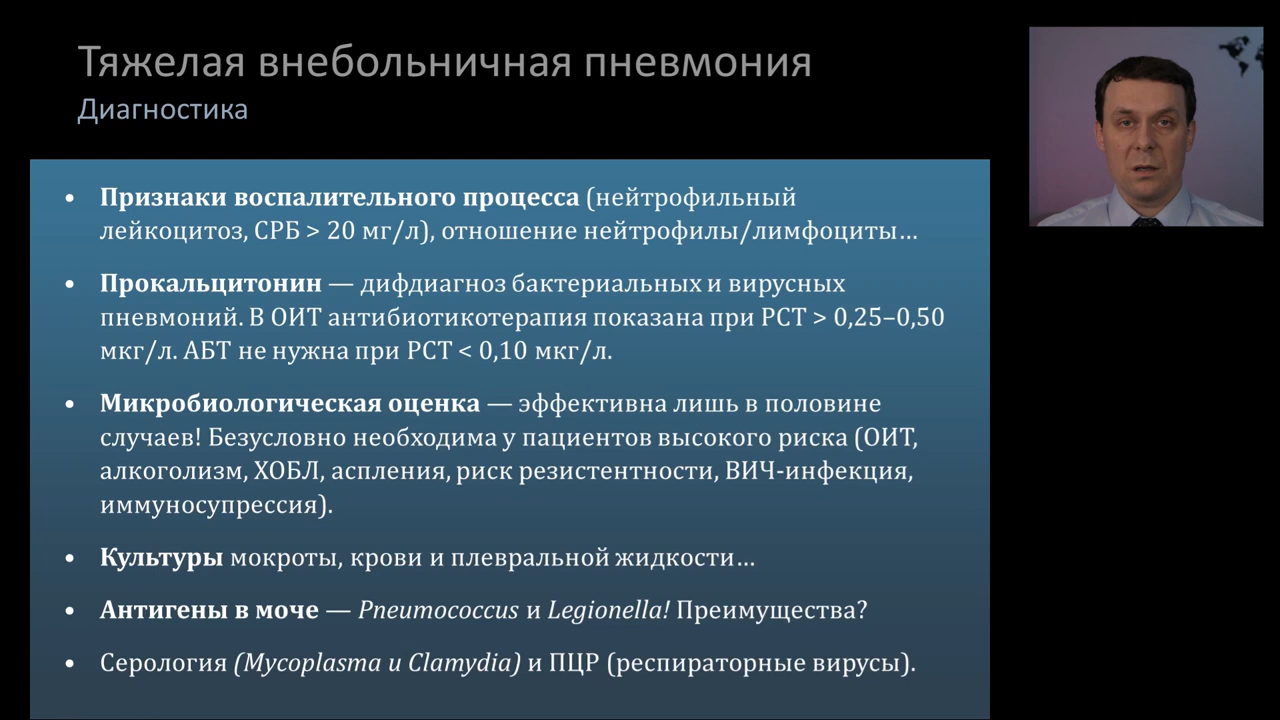 Тяжелая внебольничная пневмония
Диагностика
• Признаки воспалительного процесса (нейтрофильный
лейкоцитоз, СРБ > 20 мг/л), отношение нейтрофилы/лимфоциты…
• Прокальцитонин — дифдиагноз бактериальных и вирусных
пневмоний. В ОИТ антибиотикотерапия показана при РСТ > 0,25–0,50
мкг/л. АБТ не нужна при РСТ < 0,10 мкг/л.
• Микробиологическая оценка — эффективна лишь в половине
случаев! Безусловно необходима у пациентов высокого риска (ОИТ,
алкоголизм, ХОБЛ, аспления, риск резистентности, ВИЧ-инфекция,
иммуносупрессия).
• Культуры мокроты, крови и плевральной жидкости…
• Антигены в моче — Pneumococcus и Legionella! Преимущества?
• Серология (Mycoplasma и Clamydia) и ПЦР (респираторные вирусы).